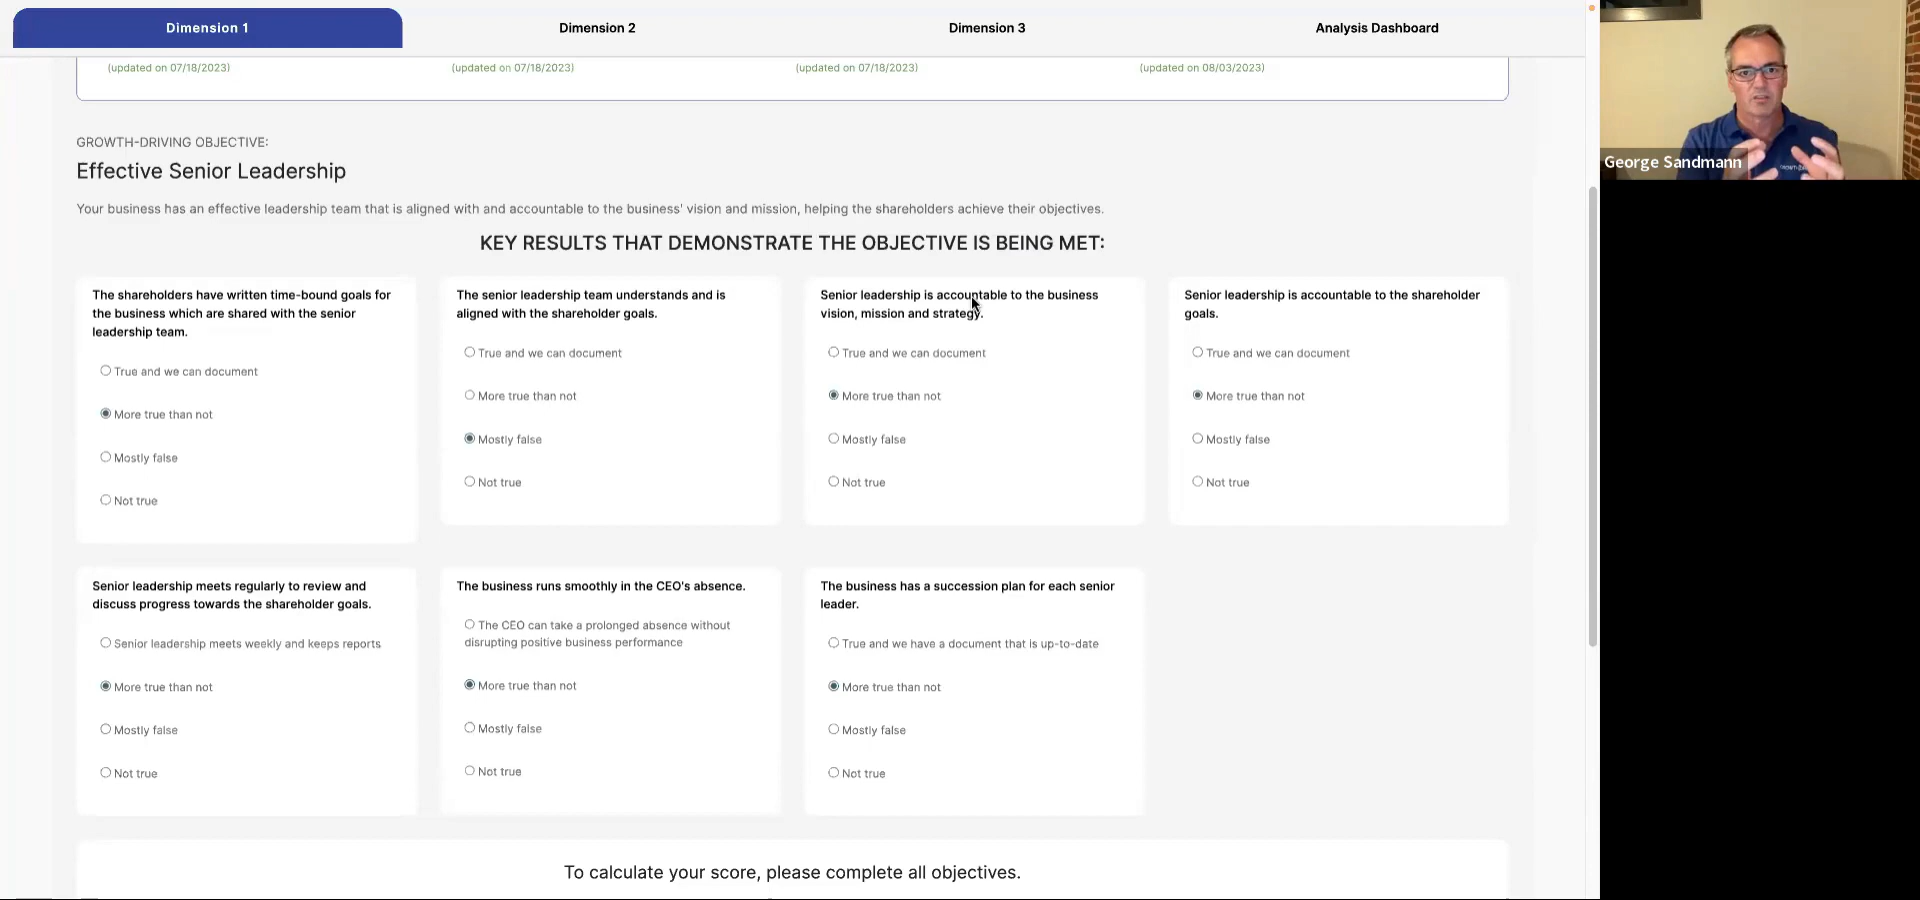 Dimension 1
Dimension 2
Dimension 3
Analysis Dashboard
(updated on 07/18/2023)
(updated on 07/18/2023)
(updated on 07/18/2023)
(updated on 08/03/2023)
GROWTH-DRIVING OBJECTIVE:
Effective Senior Leadership
Your business has an effective leadership team that is aligned with and accountable to the business' vision and mission, helping the shareholders achieve their objectives.
KEY RESULTS THAT DEMONSTRATE THE OBJECTIVE IS BEING MET:
The shareholders have written time-bound goals for
the business which are shared with the senior
leadership team.
True and we can document
More true than not
Mostly false
Not true
The senior leadership team understands and is
aligned with the shareholder goals.
True and we can document
More true than not
Mostly false
Not true
Senior leadership is accountable to the business
vision, mission and strategy.
True and we can document
More true than not
Mostly false
Not true
Senior leadership is accountable to the shareholder
goals.
True and we can document
More true than not
Mostly false
Not true
Senior leadership meets regularly to review and
discuss progress towards the shareholder goals.
Senior leadership meets weekly and keeps reports
More true than not
Mostly false
Not true
The business runs smoothly in the CEO's absence.
The CEO can take a prolonged absence without
disrupting positive business performance
More true than not
Mostly false
Not true
The business has a succession plan for each senior
leader.
True and we have a document that is up-to-date
More true than not
Mostly false
Not true
To calculate your score, please complete all objectives.
George Sandmann